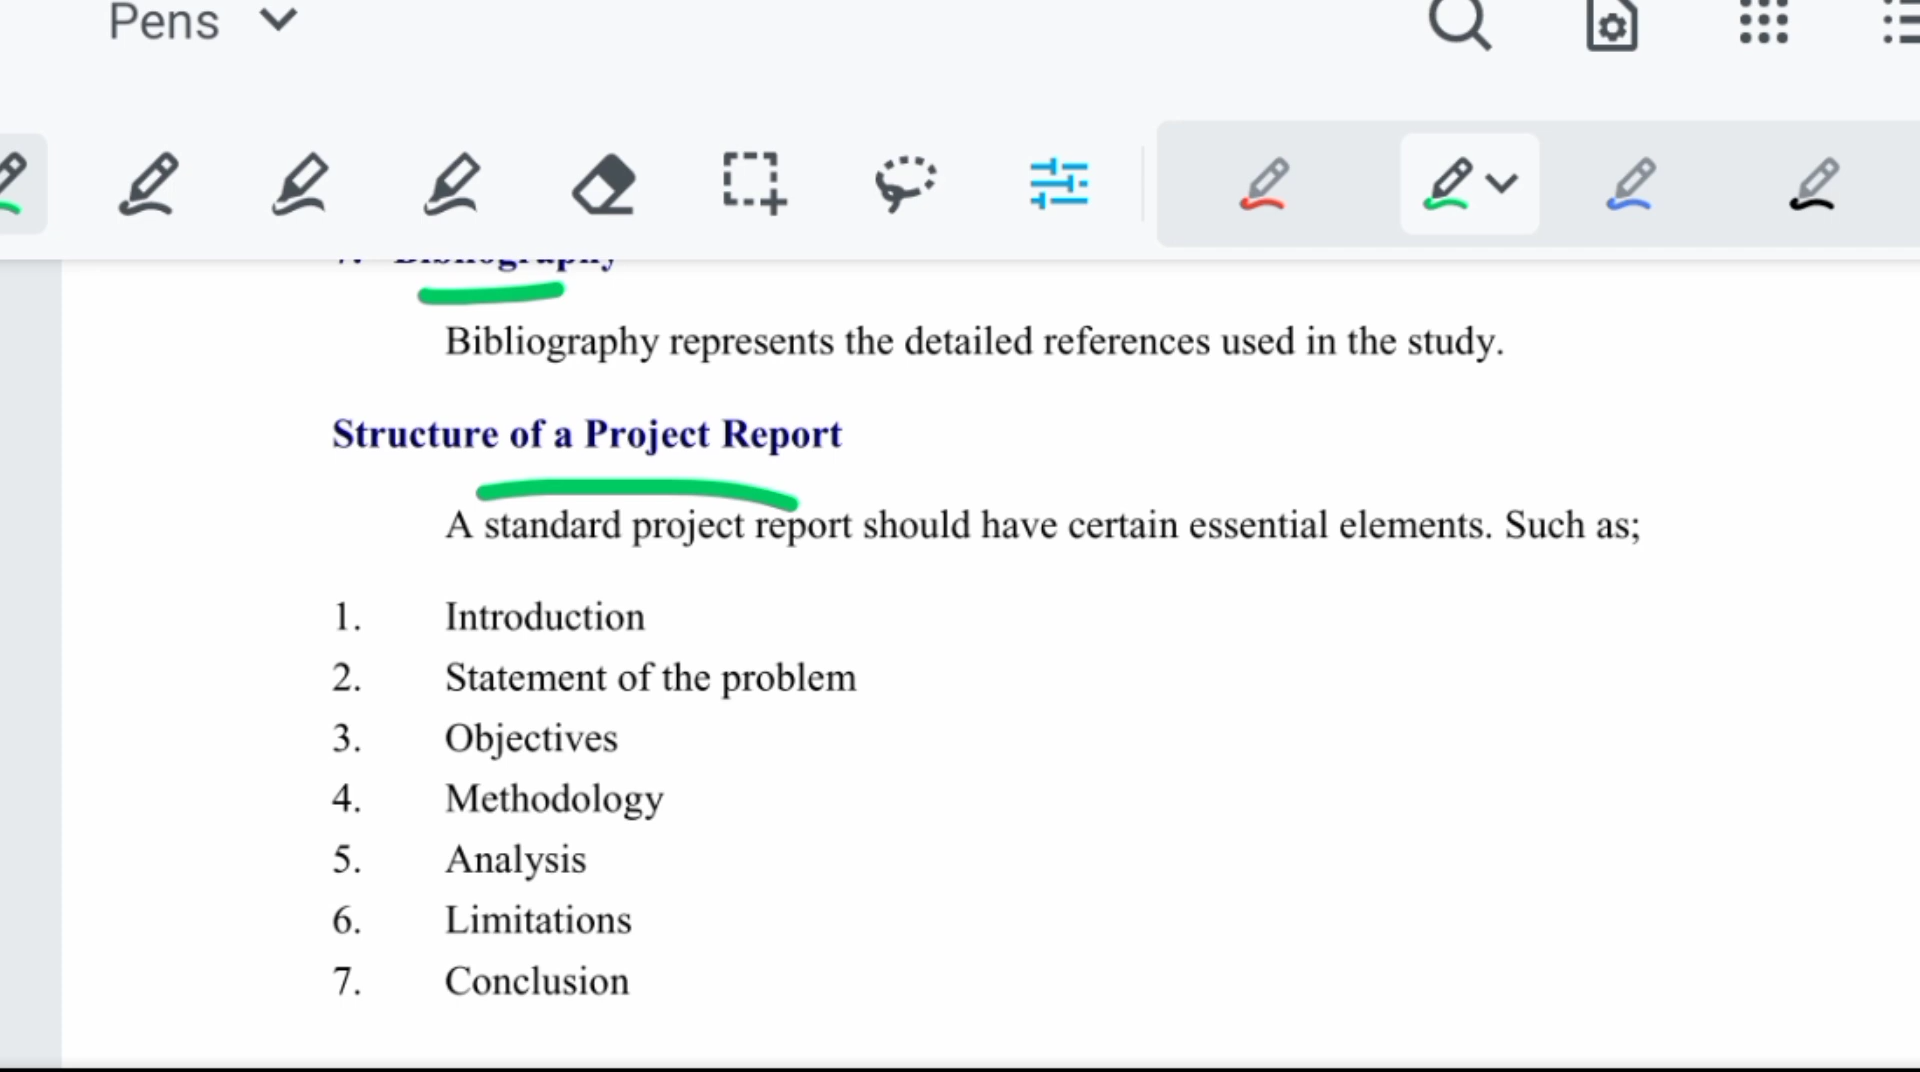 Pens
7. Bibliography
Bibliography represents the detailed references used in the study.
Structure of a Project Report
A standard project report should have certain essential elements. Such as;
1. Introduction
2. Statement of the problem
3. Objectives
4. Methodology
5. Analysis
6. Limitations
7. Conclusion